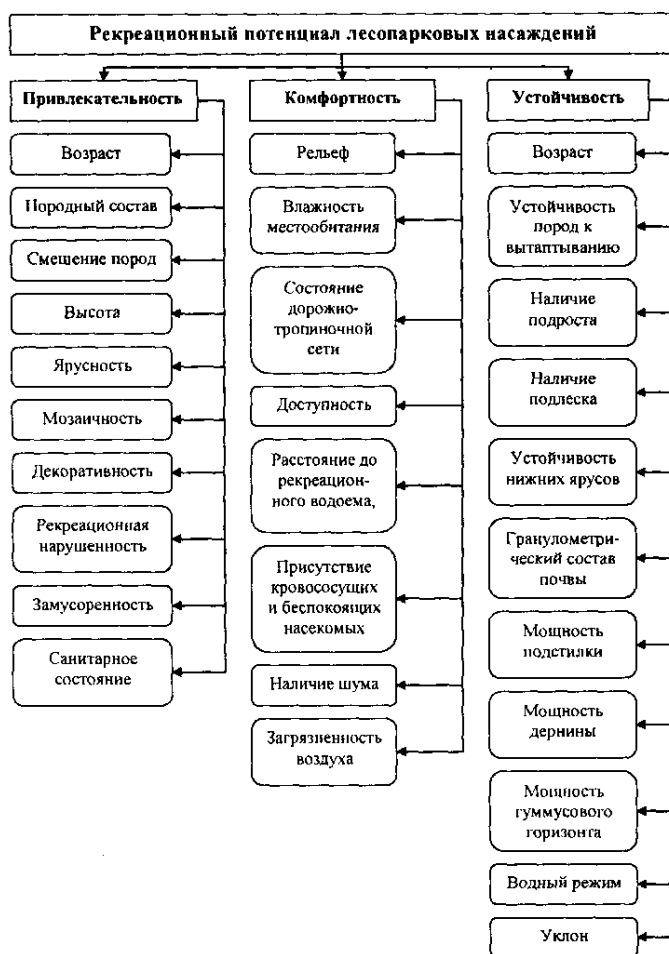 Рекреационный потенциал лесопарковых насаждений
Привлекательность
Возраст
Породный состав
Смешение пород
Высота
Ярусность
Мозаичность
Декоративность
Рекреационная
нарушенность
Замусоренность
Санитарное
состояние
Комфортность
Рельеф
Влажность
местообитания
Состояние
дорожно-
тропиночной
сети
Доступность
Расстояние до
рекреацион-
ного водоема,
Присутствие
кровососущих
и беспокоящих
насекомых
Наличие шума
Загрязненность
воздуха
Устойчивость
Возраст
Устойчивость
пород к
вытаптыванию
Наличие
подроста
Наличие
подлеска
Устойчивость
нижних ярусов
Гранулометри-
ческий состав
почвы
Мощность
подстилки
Мощность
дернины
Мощность
гуммусового
горизонта
Водный режим
Уклон